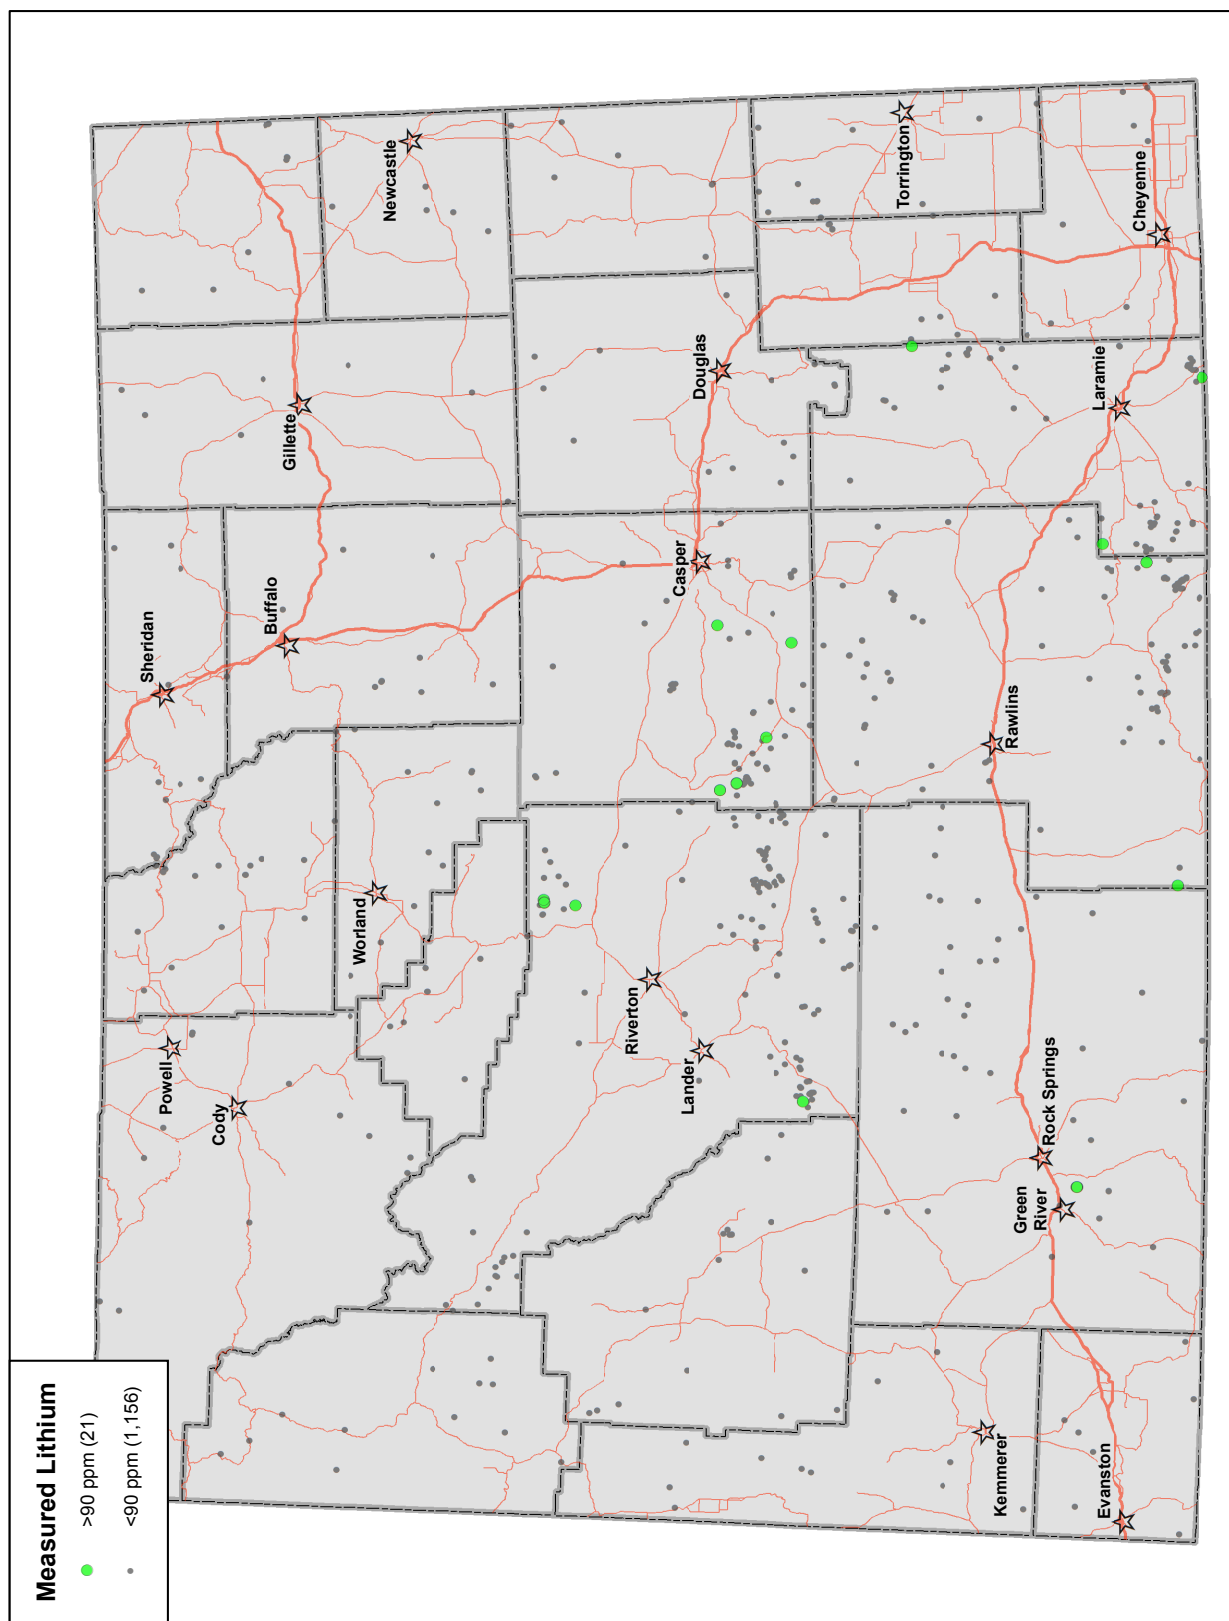 Measured Lithium
>90 ppm (21)
<90 ppm (1,156)
Powell
Cody
Sheridan
Buffalo
Gillette
Newcastle
Worland
Riverton
Lander
Casper
Douglas
Torrington
Kemmerer
Evanston
Green
River
Rock Springs
Rawlins
Laramie
Cheyenne